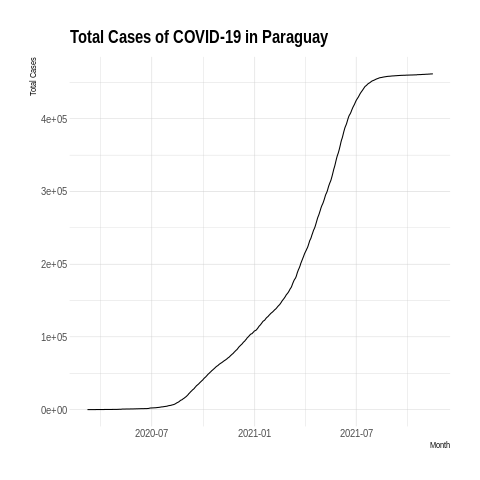 Total Cases of COVID-19 in Paraguay
Total Cases
4e+05
3e+05
2e+05
1e+05
0e+00
2020-07
2021-01
2021-07
Month